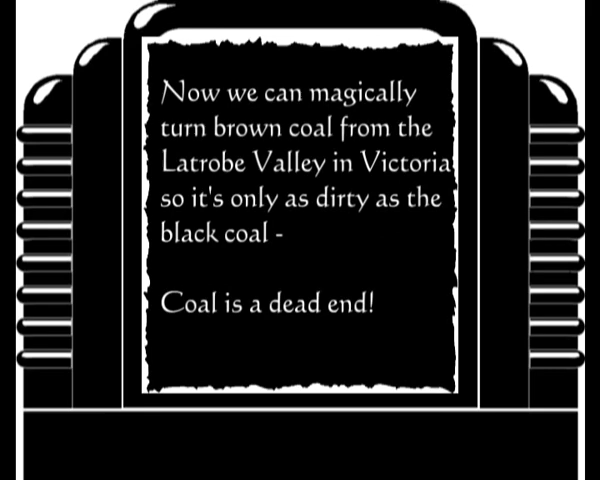 Now we can magically
turn brown coal from the
Latrobe Valley in Victoria
so it's only as dirty as the
black coal -
Coal is a dead end!